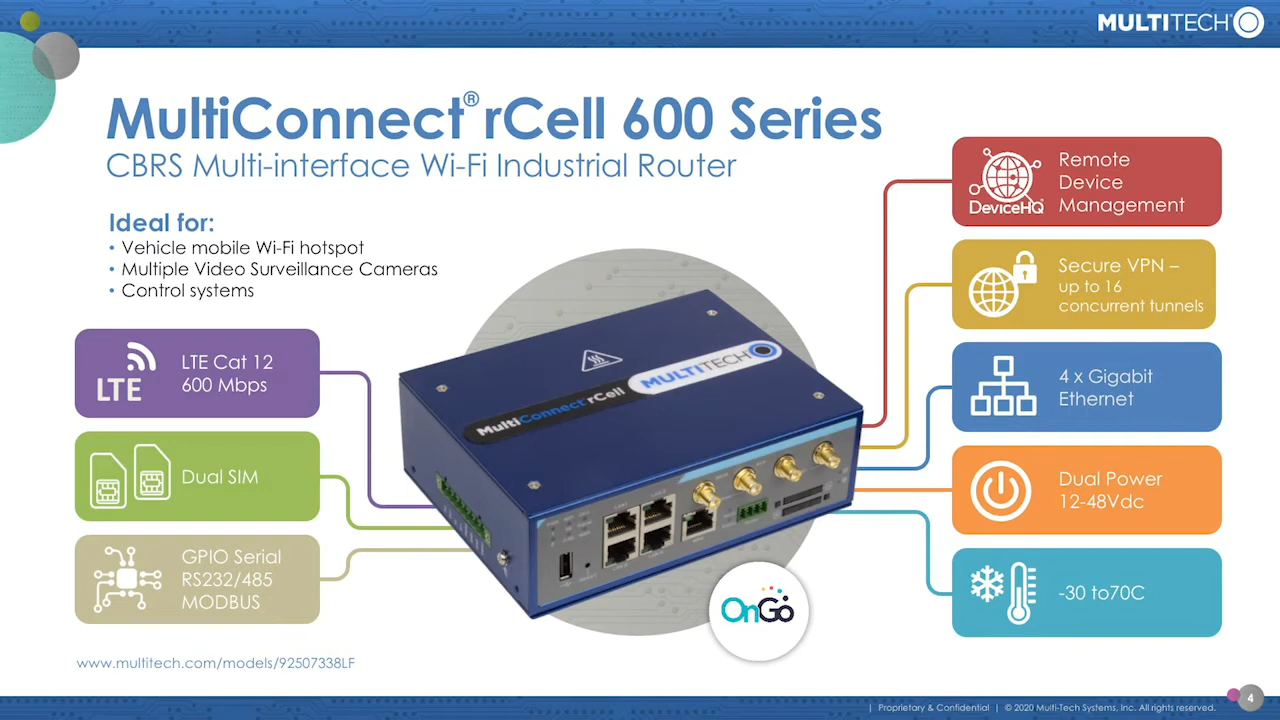 MULTITECH
MultiConnect® rCell 600 Series
CBRS Multi-interface Wi-Fi Industrial Router
Ideal for:
• Vehicle mobile Wi-Fi hotspot
• Multiple Video Surveillance Cameras
• Control systems
LTE
LTE Cat 12
600 Mbps
Dual SIM
GPIO Serial
RS232/485
MODBUS
MultiConnect® rCell
MULTITECH
OnGo
DeviceHQ
Remote
Device
Management
Secure VPN –
up to 16
concurrent tunnels
4 x Gigabit
Ethernet
Dual Power
12-48Vdc
-30 to70C
www.multitech.com/models/92507338LF
| Proprietary & Confidential | © 2020 Multi-Tech Systems, Inc. All rights reserved.
4